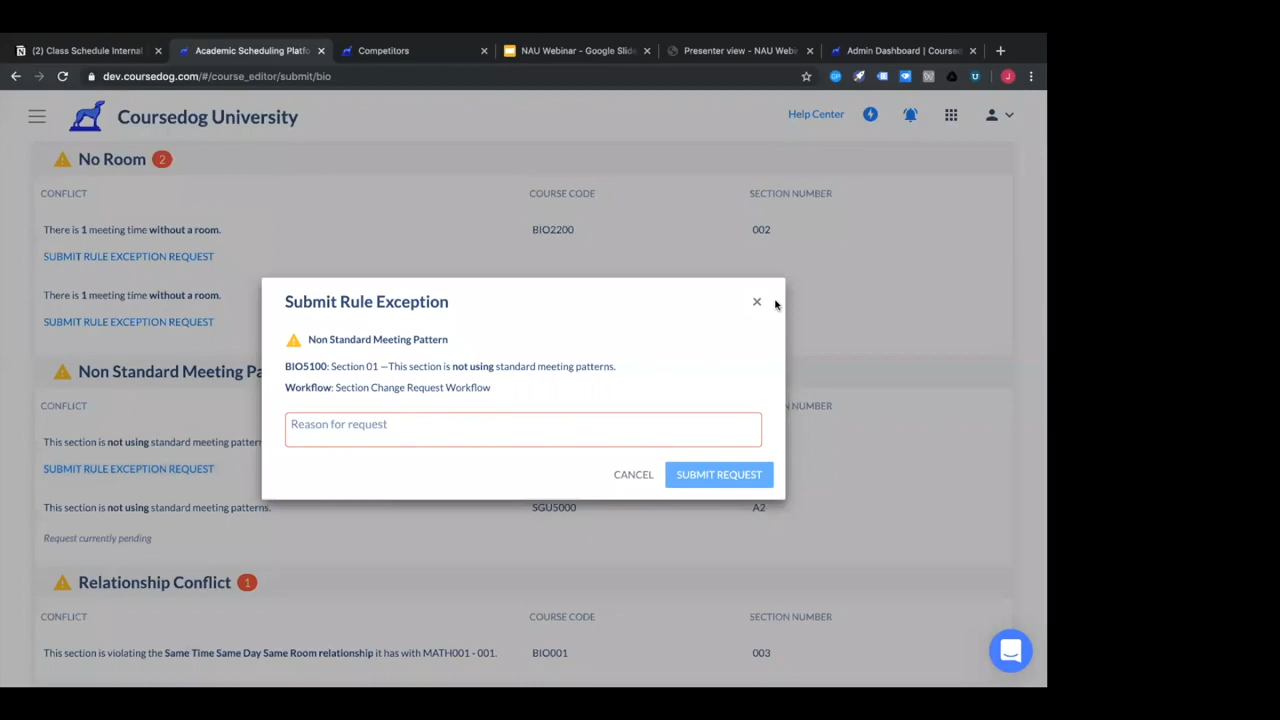 (2) Class Schedule Internal
Academic Scheduling Platfo
Competitors
NAU Webinar - Google Slide
Presenter view - NAU Webi
Admin Dashboard | Coursed
dev.coursedog.com/#/course_editor/submit/bio
Coursedog University
Help Center
No Room 2
CONFLICT COURSE CODE SECTION NUMBER
There is 1 meeting time without a room. BIO2200 002
SUBMIT RULE EXCEPTION REQUEST
There is 1 meeting time without a room.
SUBMIT RULE EXCEPTION REQUEST
Submit Rule Exception
Non Standard Meeting Pattern
BIO5100: Section 01 —This section is not using standard meeting patterns.
Workflow: Section Change Request Workflow
Reason for request
CANCEL SUBMIT REQUEST
Non Standard Meeting Pa
CONFLICT N NUMBER
This section is not using standard meeting pattern
SUBMIT RULE EXCEPTION REQUEST
This section is not using standard meeting patterns. SGU5000 A2
Request currently pending
Relationship Conflict 1
CONFLICT COURSE CODE SECTION NUMBER
This section is violating the Same Time Same Day Same Room relationship it has with MATH001 - 001. BIO001 003